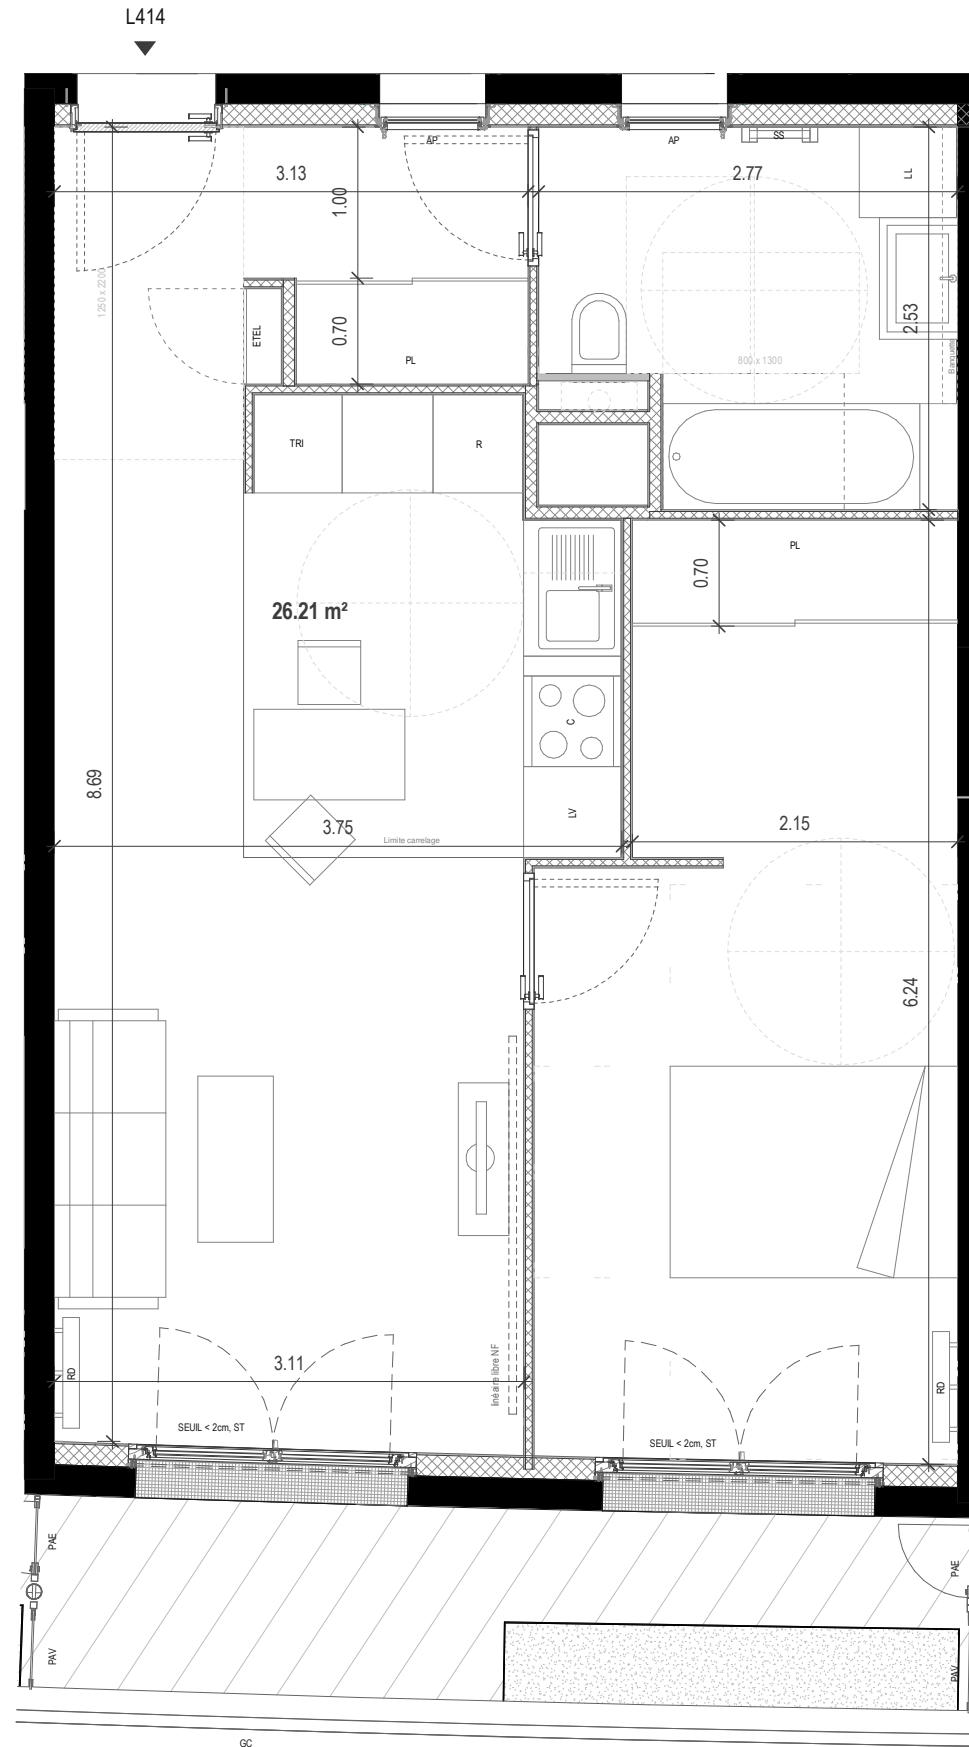 L414
AP
AP
SS
LL
3.13
2.77
1.00
1250 x 2200
2.53
0.70
ETEL
PL
800 x 1300
Banquette
TRI
R
PL
0.70
26.21 m²
C
8.69
LV
3.75
Limite carrelage
2.15
6.24
3.11
linéaire libre NF
RD
RD
SEUIL < 2cm, ST
SEUIL < 2cm, ST
PAE
PAE
PAV
PAV
GC